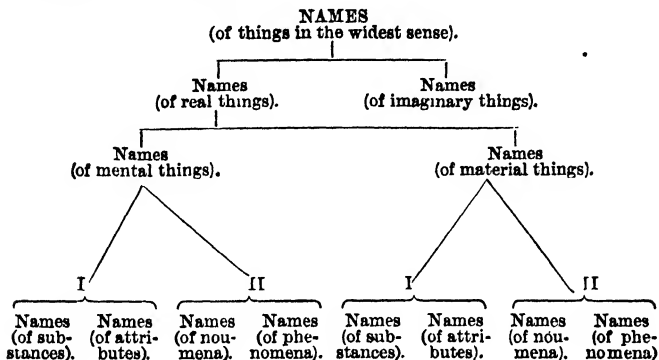 NAMES
(of things in the widest sense).
Names Names
(of real things). (of imaginary things).
Names Names
(of mental things). (of material things).
I II I II
Names Names Names Names Names Names Names Names
(of sub- (of attri- (of nou- (of phe- (of sub- (of attri- (of nóu- (of phe-
stances). butes). mena). nomena). stances). butes). mena). nomena)